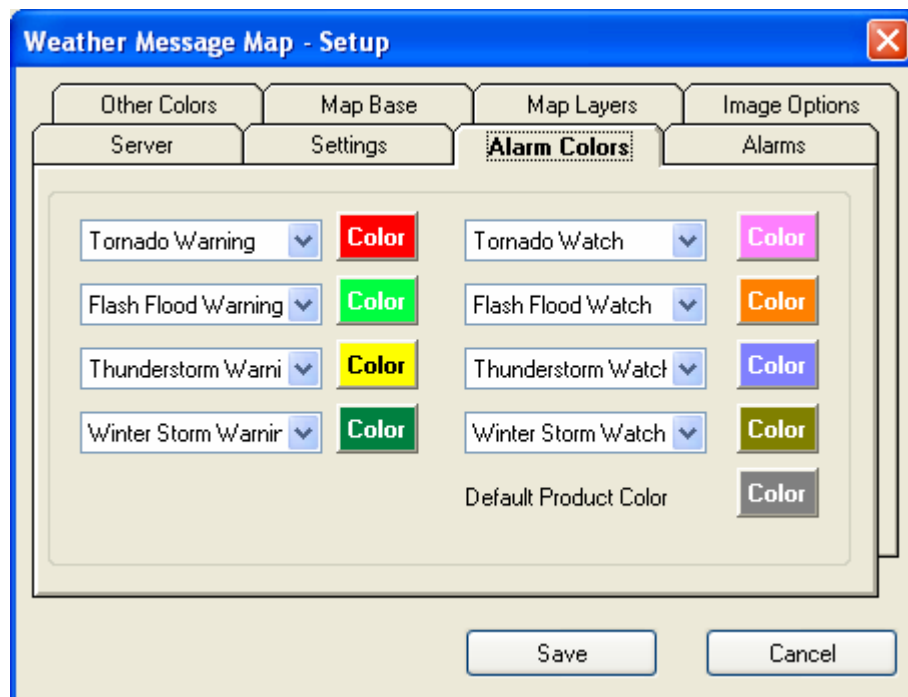 Weather Message Map - Setup
Other Colors Map Base Map Layers Image Options
Server Settings Alarm Colors Alarms
Tornado Warning Color Tornado Watch Color
Flash Flood Warning Color Flash Flood Watch Color
Thunderstorm Warni Color Thunderstorm Watch Color
Winter Storm Warnin Color Winter Storm Watch Color
Default Product Color Color
Save Cancel